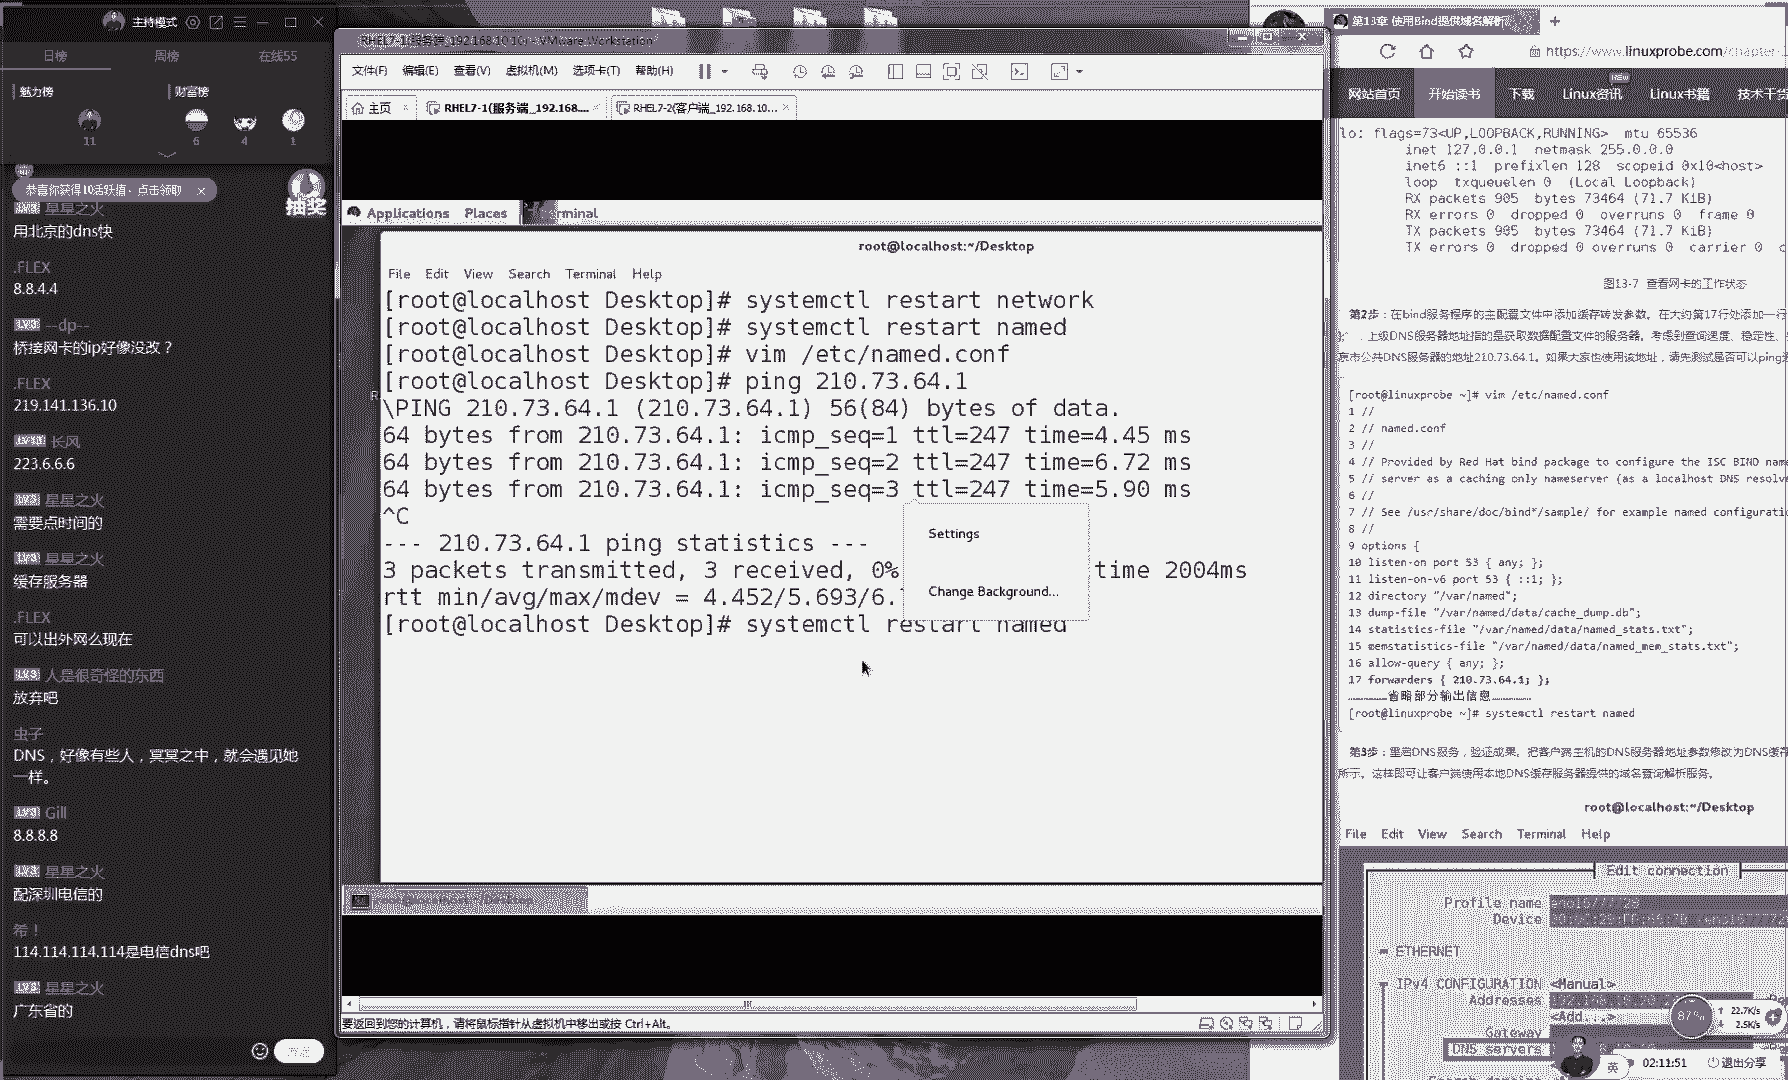 主持模式
日榜 周榜 在线55
魅力榜 财富榜
11 6 4 1
恭喜你获得10活跃值，点击领取
抽奖
LV3 星星之火
用北京的dns快
.FLEX
8.8.4.4
LV3 --dp--
桥接网卡的ip好像没改？
.FLEX
219.141.136.10
长风
223.6.6.6
LV3 星星之火
需要点时间的
LV3 星星之火
缓存服务器
.FLEX
可以出外网么现在
LV3 人是很奇怪的东西
放弃吧
虫子
DNS，好像有些人，冥冥之中，就会遇见她
一样。
LV3 Gill
8.8.8.8
LV3 星星之火
配深圳电信的
希！
114.114.114.114是电信dns吧
LV3 星星之火
广东省的
文件(F) 编辑(E) 查看(V) 虚拟机(M) 选项卡(T) 帮助(H)
主页
RHEL7-1(服务端_192.168....
RHEL7-2(客户端_192.168.10...
Applications Places
root@localhost:~/Desktop
File Edit View Search Terminal Help
[root@localhost Desktop]# systemctl restart network
[root@localhost Desktop]# systemctl restart named
[root@localhost Desktop]# vim /etc/named.conf
[root@localhost Desktop]# ping 210.73.64.1
\PING 210.73.64.1 (210.73.64.1) 56(84) bytes of data.
64 bytes from 210.73.64.1: icmp_seq=1 ttl=247 time=4.45 ms
64 bytes from 210.73.64.1: icmp_seq=2 ttl=247 time=6.72 ms
64 bytes from 210.73.64.1: icmp_seq=3 ttl=247 time=5.90 ms
^C
--- 210.73.64.1 ping statistics ---
3 packets transmitted, 3 received, 0% time 2004ms
rtt min/avg/max/mdev = 4.452/5.693/6.
[root@localhost Desktop]# systemctl restart named
Settings
Change Background...
要返回到您的计算机，请将鼠标指针从虚拟机中移出或按 Ctrl+Alt。
第13章 使用Bind提供域名解析
https://www.linuxprobe.com/chapter-
NEW
网站首页 开始读书 下载 Linux资讯 Linux书籍 技术干货
lo: flags=73<UP,LOOPBACK,RUNNING> mtu 65536
inet 127.0.0.1 netmask 255.0.0.0
inet6 ::1 prefixlen 128 scopeid 0x10<host>
loop txqueuelen 0 (Local Loopback)
RX packets 905 bytes 73464 (71.7 KiB)
RX errors 0 dropped 0 overruns 0 frame 0
TX packets 905 bytes 73464 (71.7 KiB)
TX errors 0 dropped 0 overruns 0 carrier 0 c
图13-7 查看网卡的工作状态
第2步：在bind服务程序的主配置文件中添加缓存转发参数。在大约第17行处添加一行
，上级DNS服务器地址指的是获取数据配置文件的服务器。考虑到查询速度、稳定性、
京市公共DNS服务器的地址210.73.64.1。如果大家也使用该地址，请先测试是否可以ping
[root@linuxprobe ~]# vim /etc/named.conf
1 //
2 // named.conf
3 //
4 // Provided by Red Hat bind package to configure the ISC BIND name
5 // server as a caching only nameserver (as a localhost DNS resolve
6 //
7 // See /usr/share/doc/bind*/sample/ for example named configurati
8 //
9 options {
10 listen-on port 53 { any; };
11 listen-on-v6 port 53 { ::1; };
12 directory "/var/named";
13 dump-file "/var/named/data/cache_dump.db";
14 statistics-file "/var/named/data/named_stats.txt";
15 memstatistics-file "/var/named/data/named_mem_stats.txt";
16 allow-query { any; };
17 forwarders { 210.73.64.1; };
………………省略部分输出信息………………
[root@linuxprobe ~]# systemctl restart named
第3步：重启DNS服务，验证成果。把客户端主机的DNS服务器地址参数修改为DNS缓存
所示。这样即可让客户端使用本地DNS缓存服务器提供的域名查询解析服务。
root@localhost:~/Desktop
File Edit View Search Terminal Help
Edit connection
Profile name
Device
ETHERNET
IPv4 CONFIGURATION <Manual>
Addresses
<Add...>
Gateway
DNS servers
87%
22.7K/s
2.5K/s
英
02:11:51
退出分享